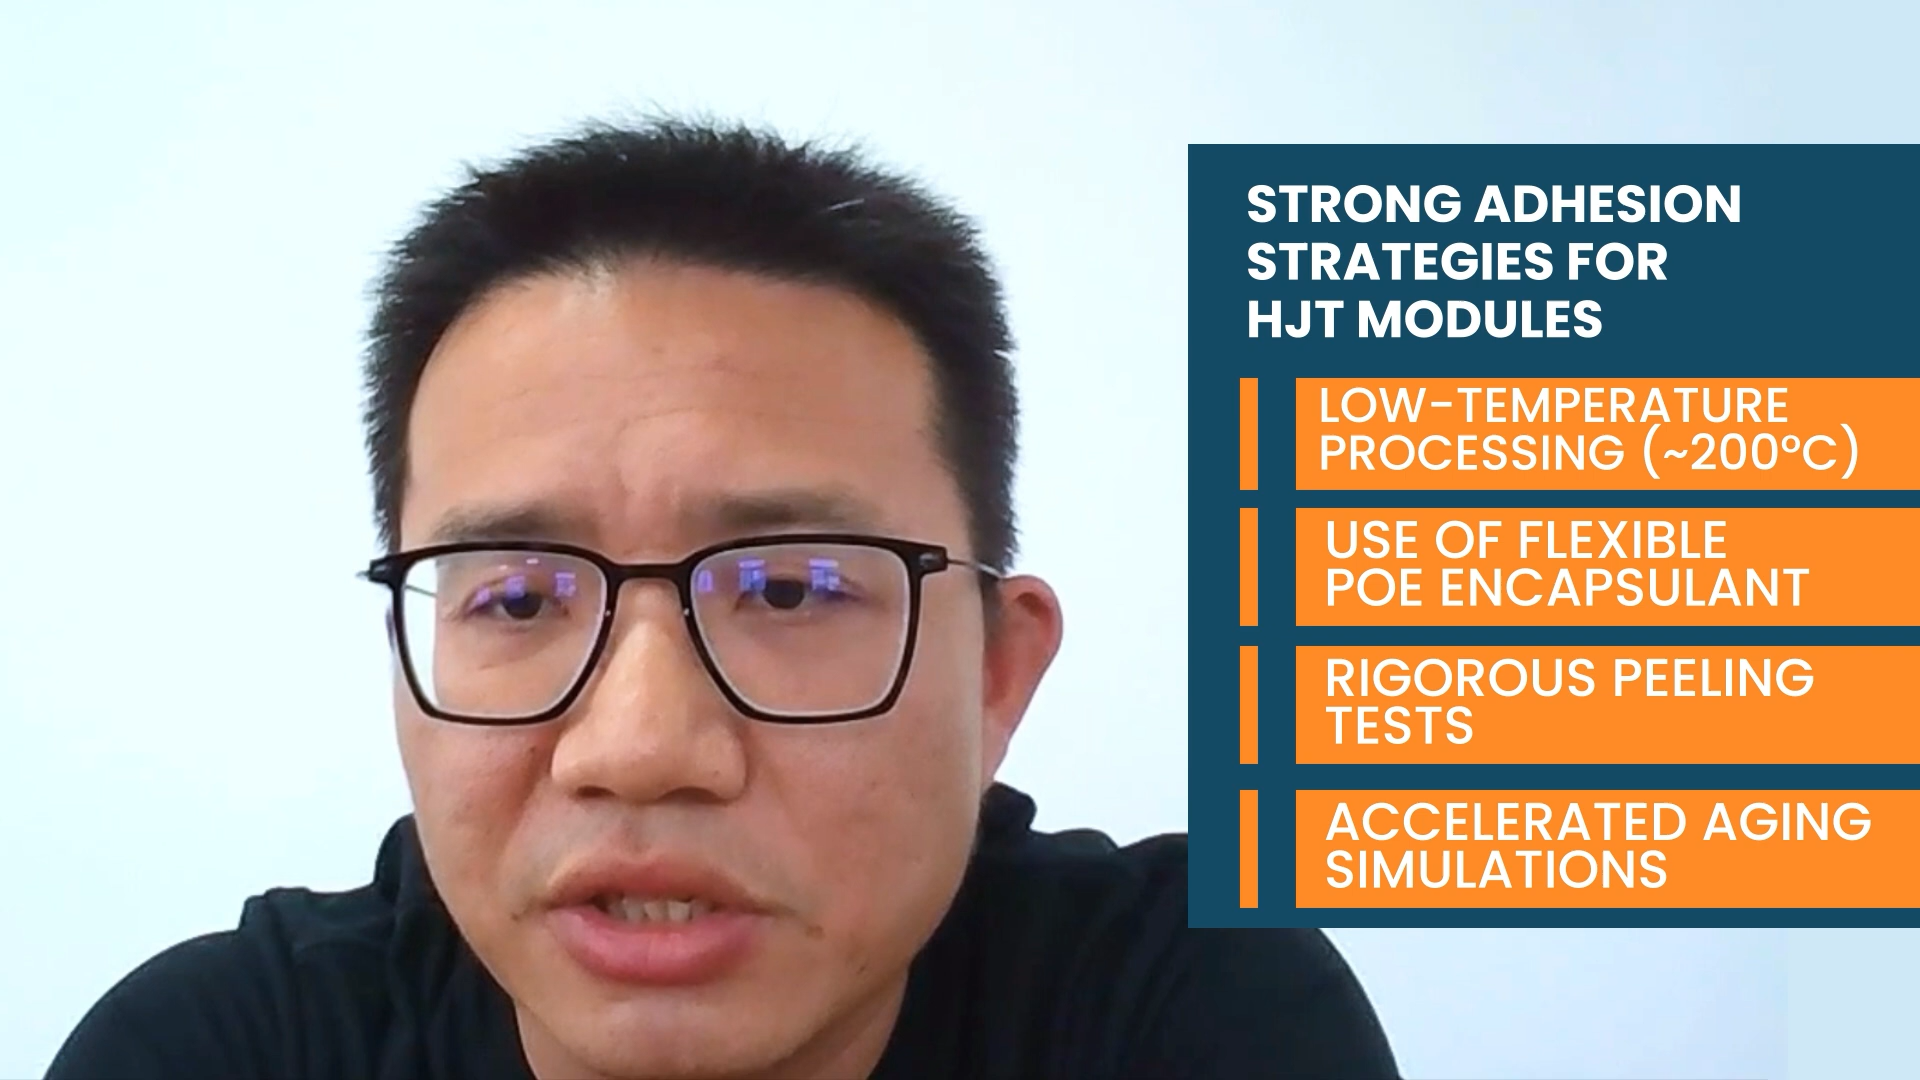 STRONG ADHESION
STRATEGIES FOR
HJT MODULES
LOW-TEMPERATURE
PROCESSING (~200°C)
USE OF FLEXIBLE
POE ENCAPSULANT
RIGOROUS PEELING
TESTS
ACCELERATED AGING
SIMULATIONS